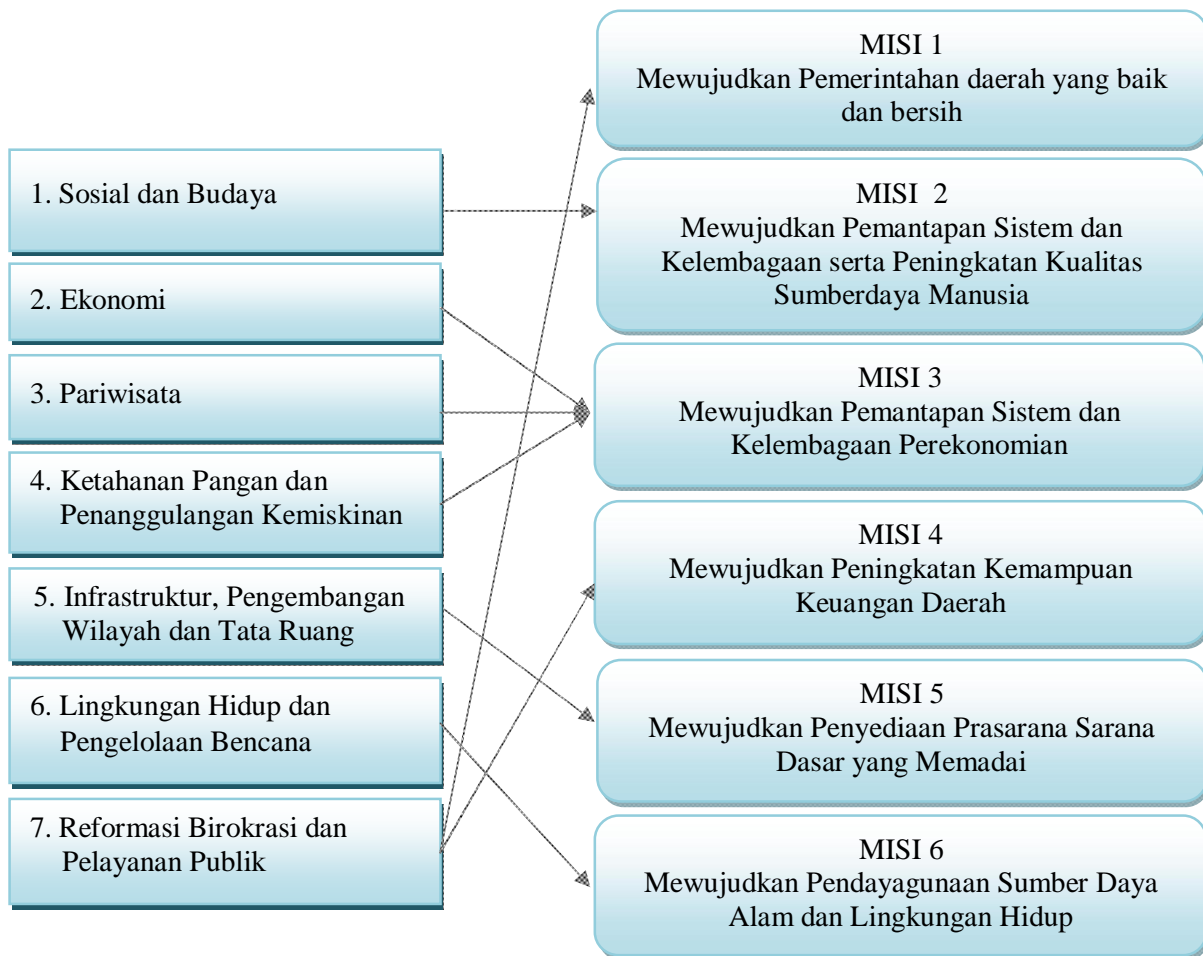 1. Sosial dan Budaya
2. Ekonomi
3. Pariwisata
4. Ketahanan Pangan dan
Penanggulangan Kemiskinan
5. Infrastruktur, Pengembangan
Wilayah dan Tata Ruang
6. Lingkungan Hidup dan
Pengelolaan Bencana
7. Reformasi Birokrasi dan
Pelayanan Publik
MISI 1
Mewujudkan Pemerintahan daerah yang baik
dan bersih
MISI 2
Mewujudkan Pemantapan Sistem dan
Kelembagaan serta Peningkatan Kualitas
Sumberdaya Manusia
MISI 3
Mewujudkan Pemantapan Sistem dan
Kelembagaan Perekonomian
MISI 4
Mewujudkan Peningkatan Kemampuan
Keuangan Daerah
MISI 5
Mewujudkan Penyediaan Prasarana Sarana
Dasar yang Memadai
MISI 6
Mewujudkan Pendayagunaan Sumber Daya
Alam dan Lingkungan Hidup